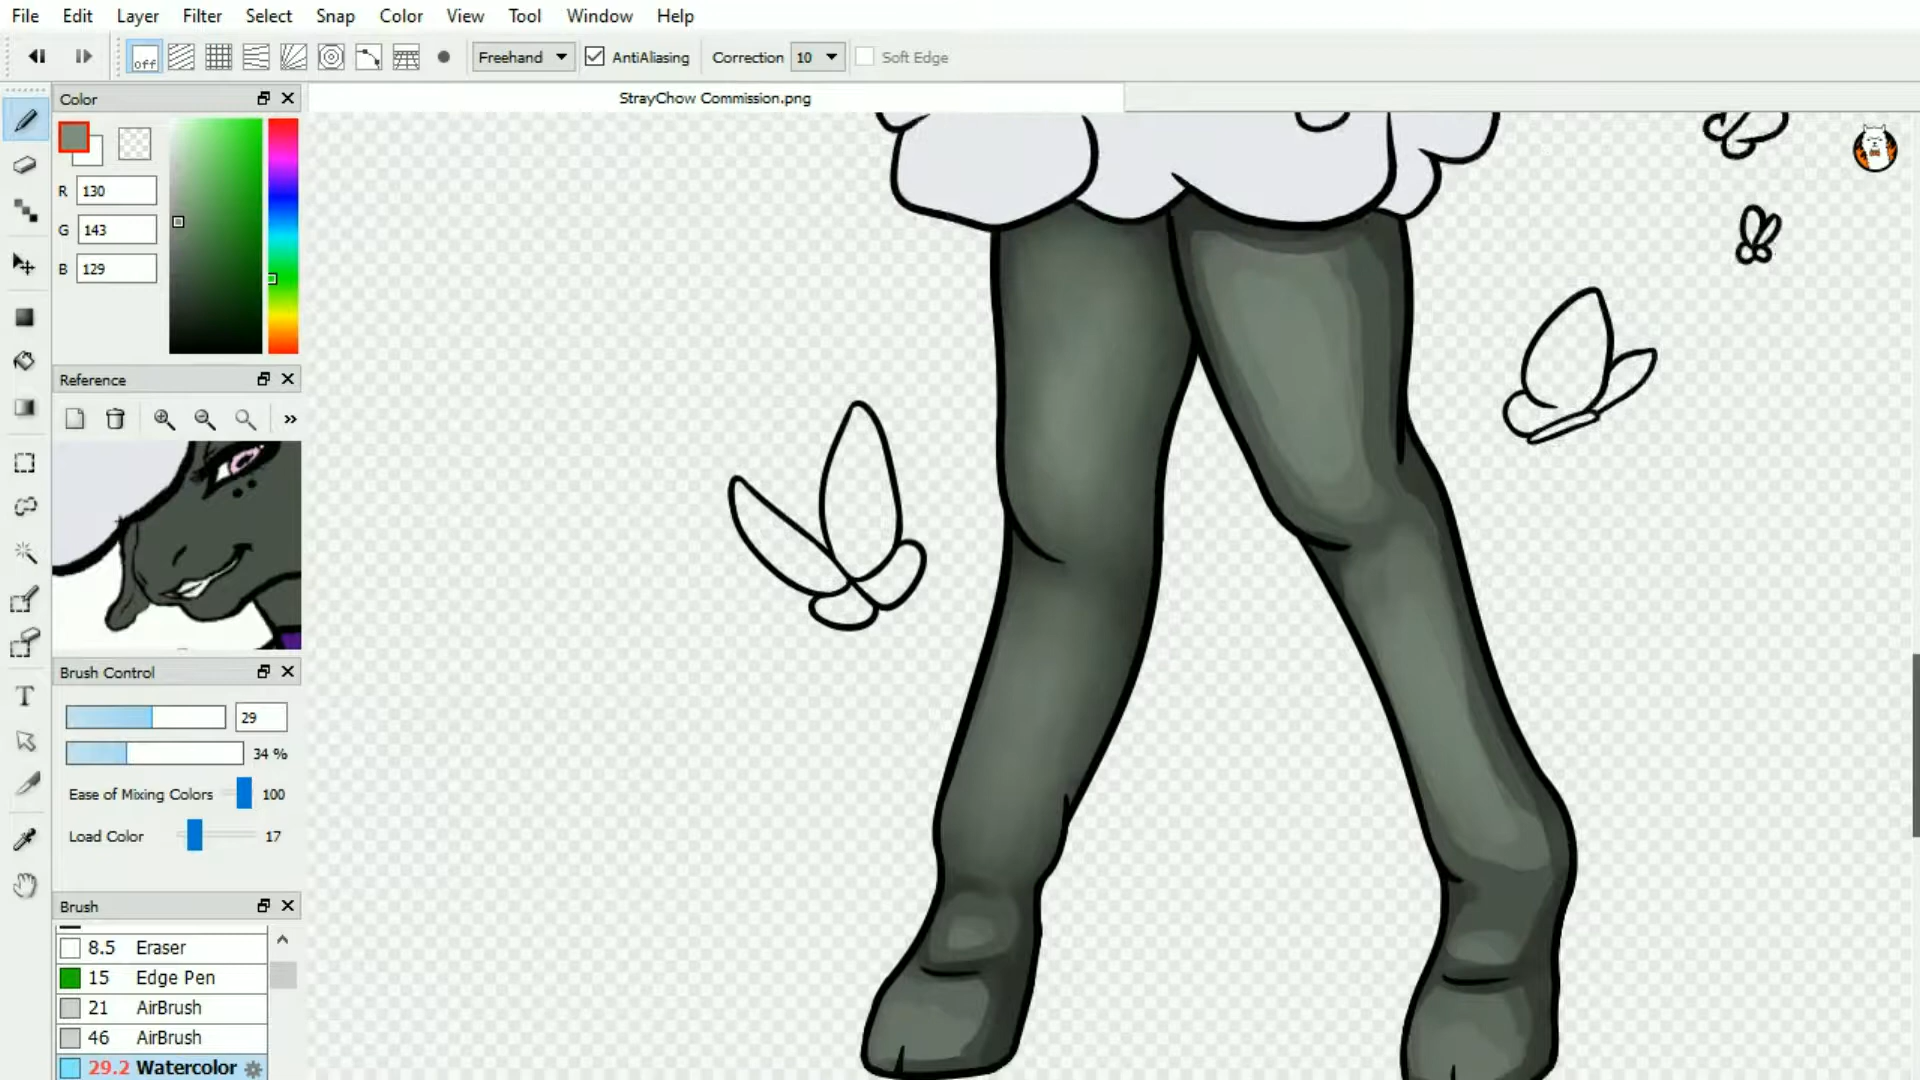 File Edit Layer Filter Select Snap Color View Tool Window Help
off Freehand AntiAliasing Correction 10 Soft Edge
Color
StrayChow Commission.png
R 130
G 143
B 129
Reference
»
Brush Control
29
34 %
Ease of Mixing Colors 100
Load Color 17
T
Brush
8.5 Eraser
15 Edge Pen
21 AirBrush
46 AirBrush
29.2 Watercolor